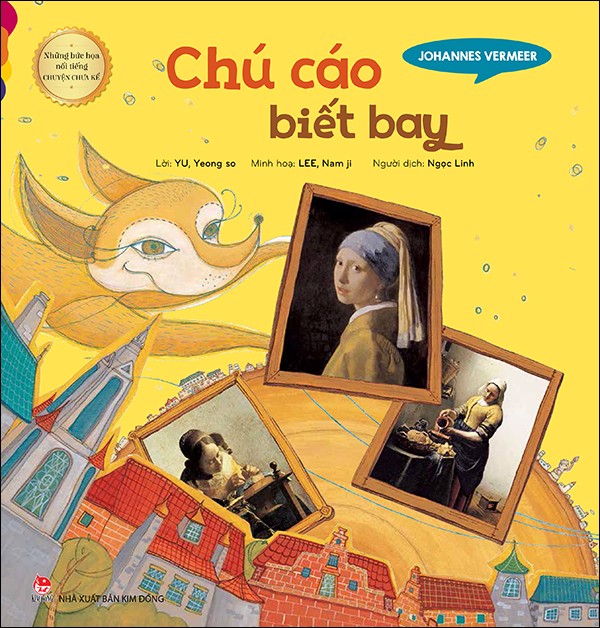 Những bức họa
nổi tiếng
CHUYỆN CHƯA KỂ
JOHANNES VERMEER
Chú cáo
biết bay
Lời: YU, Yeong so Minh hoạ: LEE, Nam ji Người dịch: Ngọc Linh
NHÀ XUẤT BẢN KIM ĐỒNG